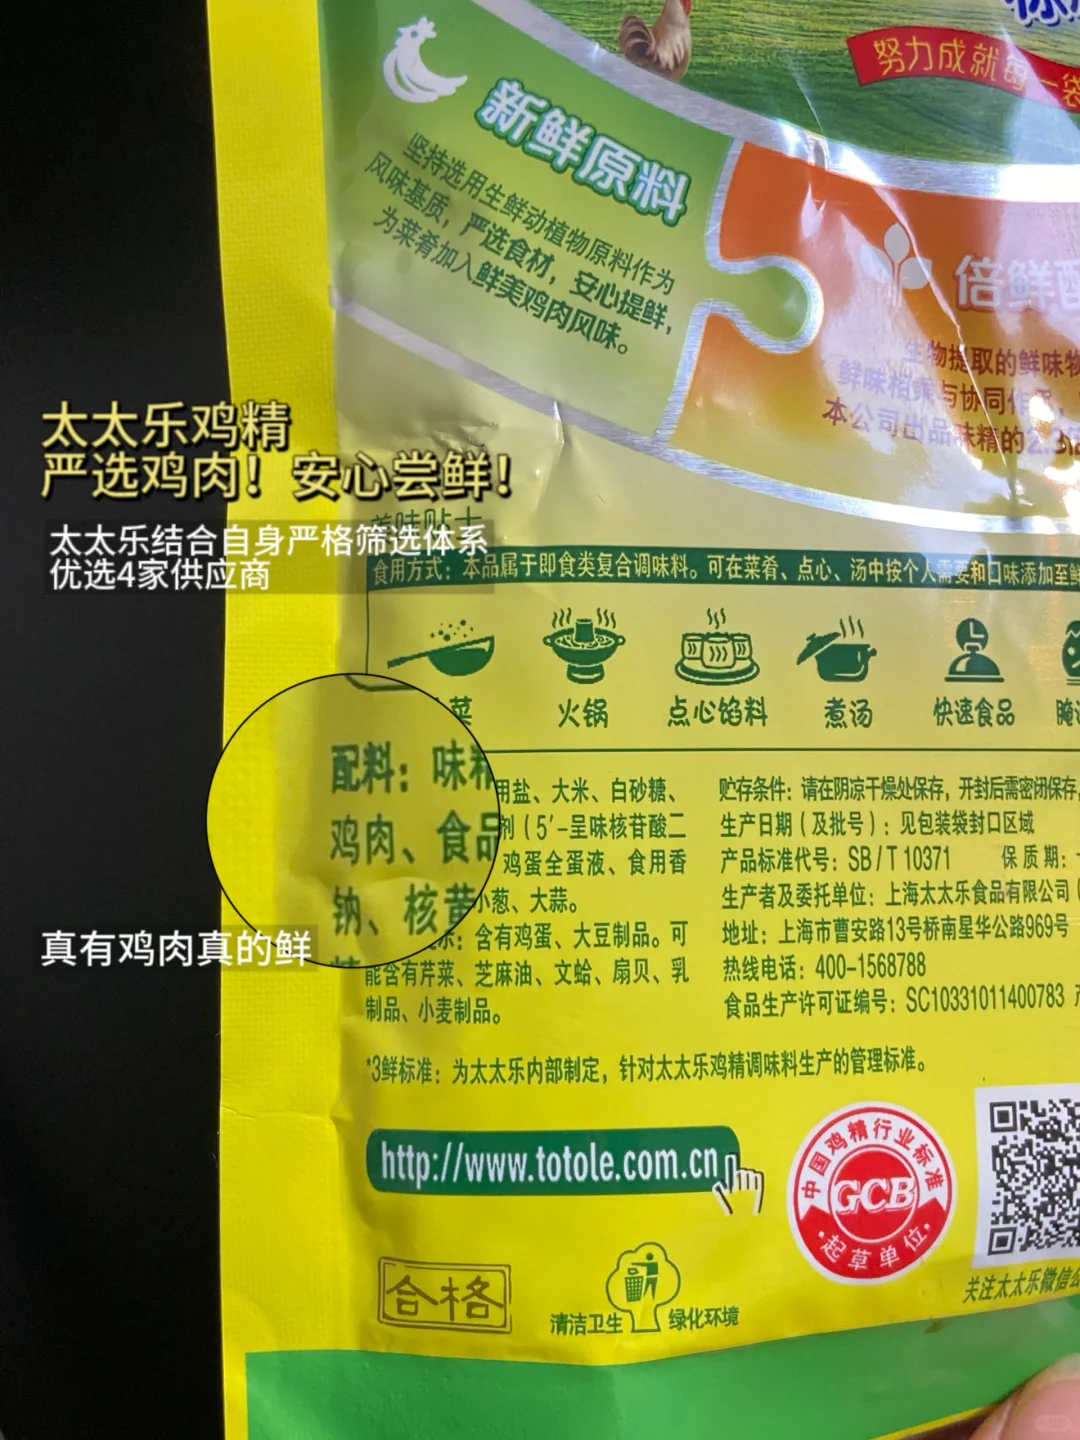 努力成就每一袋
新鲜原料
坚持选用生鲜动植物原料作为
风味基质，严选食材，安心提鲜，
为菜肴加入鲜美鸡肉风味。
倍鲜
生物提取的鲜味物
鲜味相乘与协同作
本公司出品味精的2.3
太太乐鸡精
严选鸡肉！安心尝鲜！
太太乐结合自身严格筛选体系
优选4家供应商
美味贴士
食用方式：本品属于即食类复合调味料。可在菜肴、点心、汤中按个人需要和口味添加至鲜
菜
火锅
点心馅料
煮汤
快速食品
腌
配料：味精
鸡肉、食品
钠、核黄
用盐、大米、白砂糖、
剂（5′-呈味核苷酸二
鸡蛋全蛋液、食用香
小葱、大蒜。
示：含有鸡蛋、大豆制品。可
能含有芹菜、芝麻油、文蛤、扇贝、乳
制品、小麦制品。
真有鸡肉真的鲜
贮存条件：请在阴凉干燥处保存，开封后需密闭保存，
生产日期（及批号）：见包装袋封口区域
产品标准代号：SB/T 10371 保质期：
生产者及委托单位：上海太太乐食品有限公司（
地址：上海市曹安路13号桥南星华公路969号
热线电话：400-1568788
食品生产许可证编号：SC10331011400783
*3鲜标准：为太太乐内部制定，针对太太乐鸡精调味料生产的管理标准。
http://www.totole.com.cn
中国鸡精行业标准
GCB
·起草单位·
关注太太乐微信公
合格
清洁卫生 绿化环境